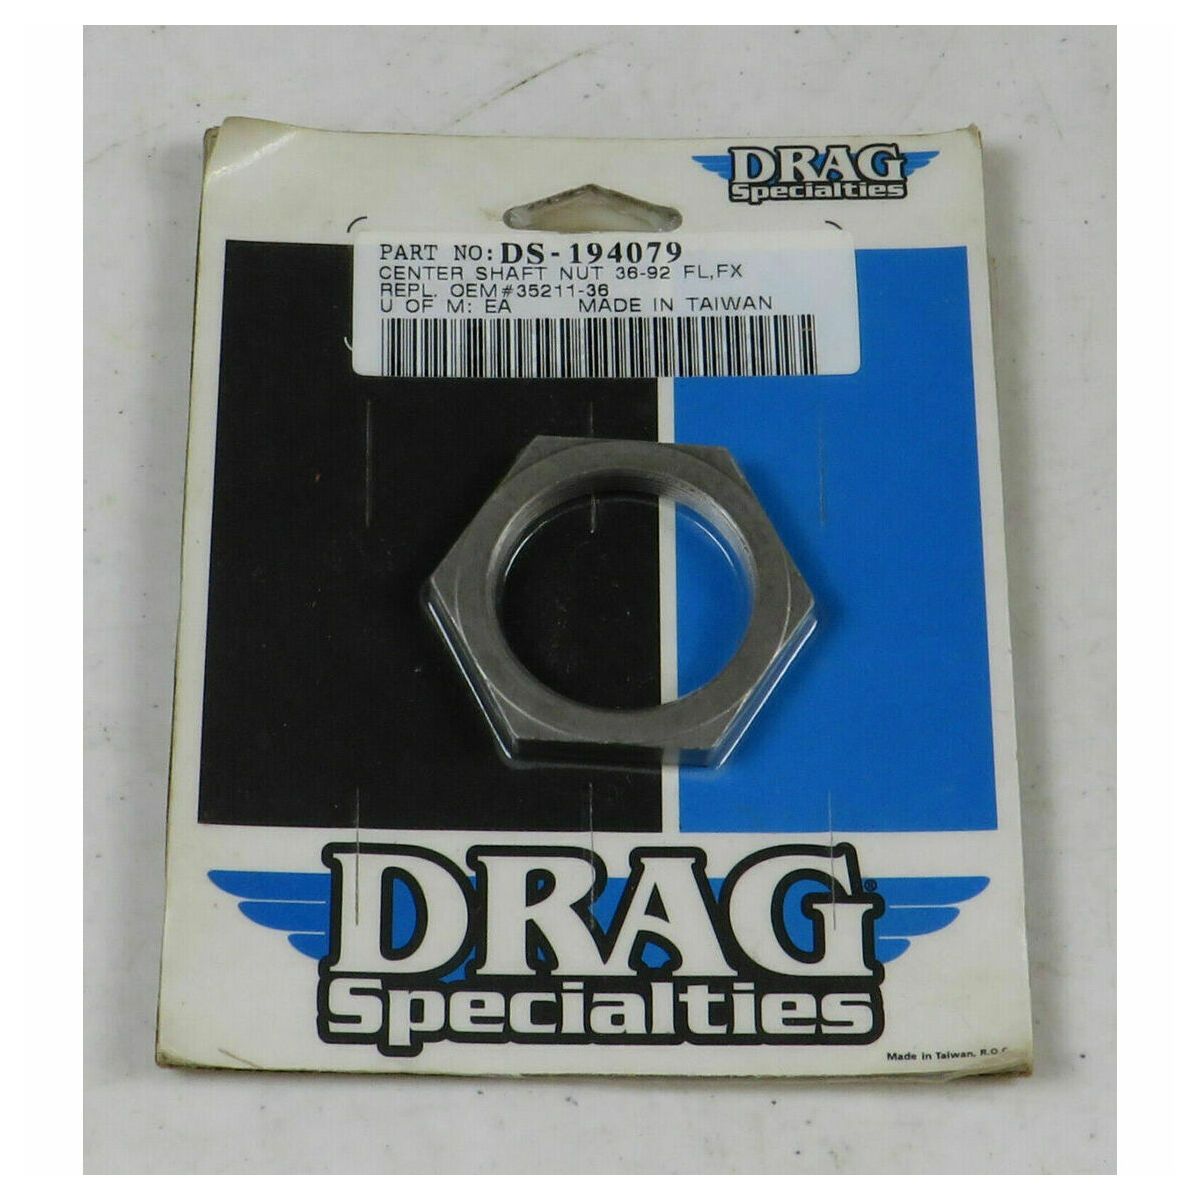 DRAG
Specialties
PART NO: DS-194079
CENTER SHAFT NUT 36-92 FL,FX
REPL. OEM#35211-36
U OF M: EA MADE IN TAIWAN
DRAG®
Specialties
Made in Taiwan, R.O.